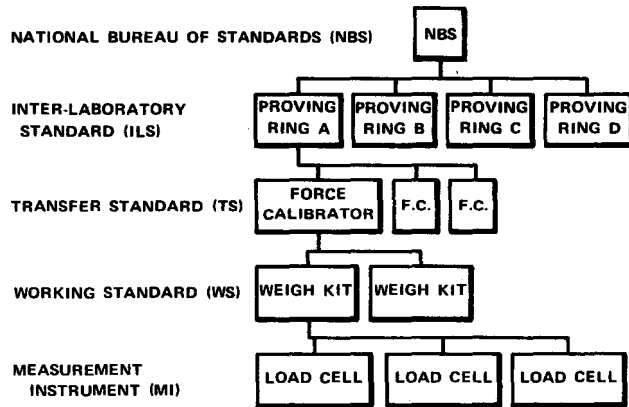 NATIONAL BUREAU OF STANDARDS (NBS)
NBS
INTER-LABORATORY
STANDARD (ILS)
PROVING
RING A
PROVING
RING B
PROVING
RING C
PROVING
RING D
TRANSFER STANDARD (TS)
FORCE
CALIBRATOR
F.C.
F.C.
WORKING STANDARD (WS)
WEIGH KIT
WEIGH KIT
MEASUREMENT
INSTRUMENT (MI)
LOAD CELL
LOAD CELL
LOAD CELL